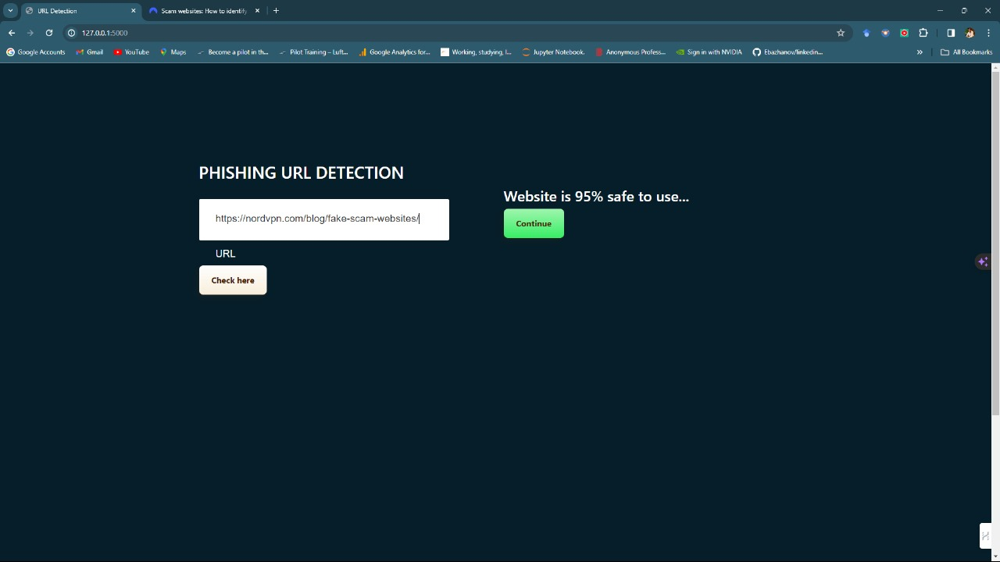 URL Detection
Scam websites: How to identify
127.0.0.1:5000
Google Accounts
Gmail
YouTube
Maps
Become a pilot in th...
Pilot Training – Luft...
Google Analytics for...
Working, studying, l...
Jupyter Notebook.
Anonymous Profess...
Sign in with NVIDIA
Ebazhanov/linkedin...
All Bookmarks
PHISHING URL DETECTION
Website is 95% safe to use...
https://nordvpn.com/blog/fake-scam-websites/
Continue
URL
Check here